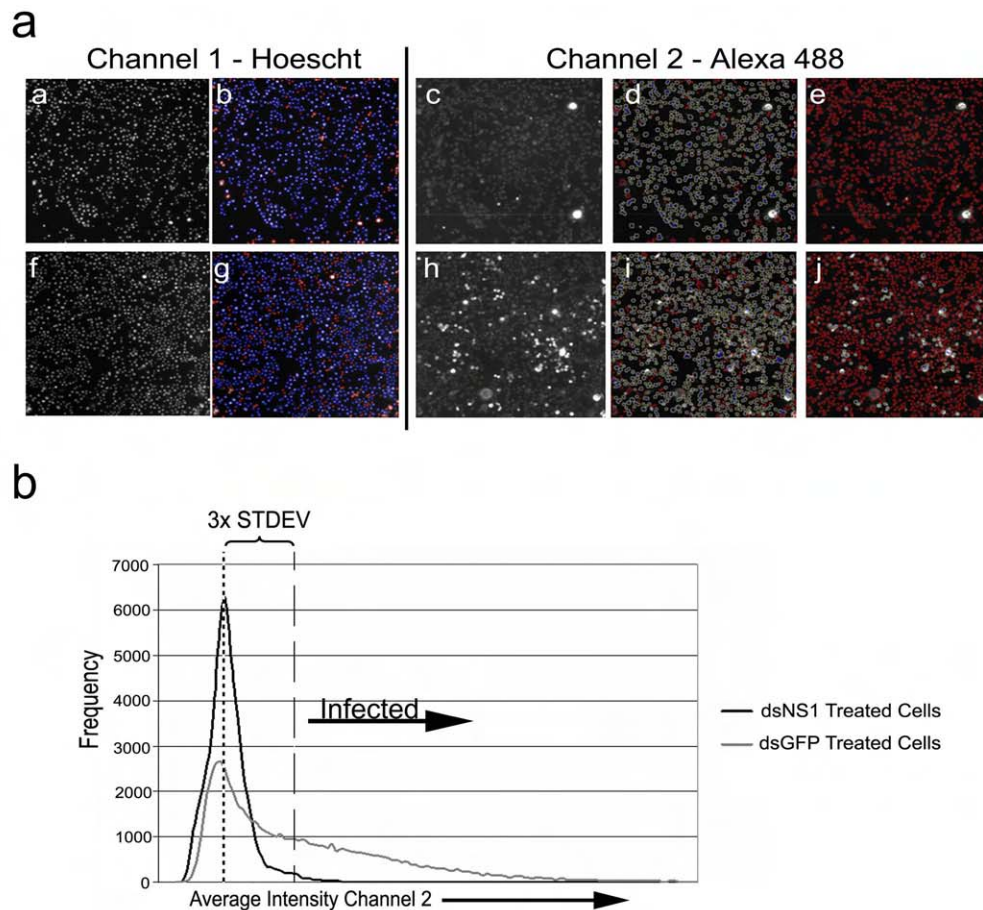 a
Channel 1 - Hoescht
Channel 2 - Alexa 488
a
b
c
d
e
f
g
h
i
j
b
3x STDEV
7000
6000
5000
4000
3000
2000
1000
0
Frequency
Infected
dsNS1 Treated Cells
dsGFP Treated Cells
Average Intensity Channel 2